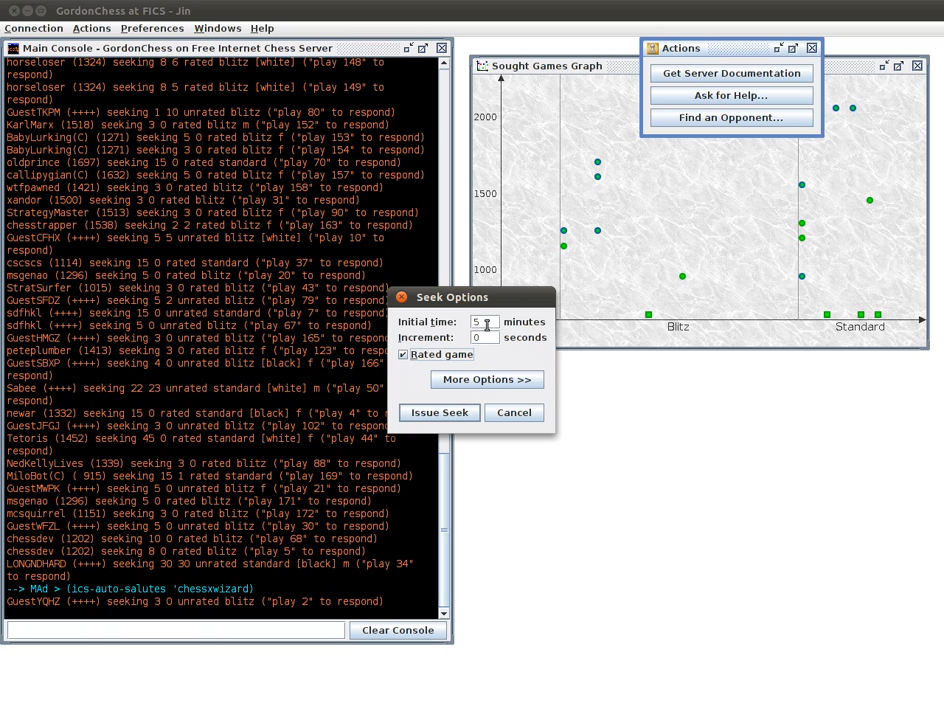 GordonChess at FICS - Jin
Connection Actions Preferences Windows Help
Main Console - GordonChess on Free Internet Chess Server
horseloser (1324) seeking 8 6 rated blitz [white] ("play 148" to
respond)
horseloser (1324) seeking 8 5 rated blitz [white] ("play 149" to
respond)
GuestTKPM (++++) seeking 1 10 unrated blitz ("play 80" to respond)
KarlMarx (1518) seeking 3 0 rated blitz m ("play 152" to respond)
BabyLurking(C) (1271) seeking 5 0 rated blitz f ("play 153" to respond)
BabyLurking(C) (1271) seeking 3 0 rated blitz f ("play 154" to respond)
oldprince (1697) seeking 15 0 rated standard ("play 70" to respond)
callipygian(C) (1632) seeking 5 0 rated blitz f ("play 157" to respond)
wtfpawned (1421) seeking 3 0 rated blitz ("play 158" to respond)
xandor (1500) seeking 3 0 rated blitz ("play 31" to respond)
StrategyMaster (1513) seeking 3 0 rated blitz f ("play 90" to respond)
chesstrapper (1538) seeking 2 2 rated blitz f ("play 163" to respond)
GuestCFHX (++++) seeking 5 5 unrated blitz [white] ("play 10" to
respond)
cscscs (1114) seeking 15 0 rated standard ("play 37" to respond)
msgenao (1296) seeking 5 0 rated blitz ("play 20" to respond)
StratSurfer (1015) seeking 3 0 rated blitz ("play 43" to respond)
GuestSFDZ (++++) seeking 5 2 unrated blitz ("play 79" to respond)
sdfhkl (++++) seeking 15 0 unrated standard ("play 7" to respond)
sdfhkl (++++) seeking 5 0 unrated blitz ("play 67" to respond)
GuestHMGZ (++++) seeking 3 0 unrated blitz ("play 165" to respond)
peteplumber (1413) seeking 3 0 rated blitz f ("play 123" to respond)
GuestSBXP (++++) seeking 4 0 unrated blitz [black] f ("play 166"
respond)
Sabee (++++) seeking 22 23 unrated standard [white] m ("play 50"
respond)
newar (1332) seeking 15 0 rated standard [black] f ("play 4" to
GuestJFGJ (++++) seeking 3 0 unrated blitz ("play 102" to respond)
Tetoris (1452) seeking 45 0 rated standard [white] f ("play 44"
respond)
NedKellyLives (1339) seeking 3 0 rated blitz ("play 88" to respond)
MiloBot(C) ( 915) seeking 15 1 rated standard ("play 169" to respond)
GuestMWPK (++++) seeking 5 0 unrated blitz f ("play 21" to respond)
msgenao (1296) seeking 5 0 rated blitz ("play 171" to respond)
mcsquirrel (1151) seeking 3 0 rated blitz ("play 172" to respond)
GuestWFZL (++++) seeking 5 0 unrated blitz ("play 30" to respond)
chessdev (1202) seeking 10 0 rated blitz ("play 68" to respond)
chessdev (1202) seeking 8 0 rated blitz ("play 5" to respond)
LONGNDHARD (++++) seeking 30 30 unrated standard [black] m ("play 34"
to respond)
--> MAd > (ics-auto-salutes 'chessxwizard)
GuestYQHZ (++++) seeking 3 0 unrated blitz ("play 2" to respond)
Clear Console
Sought Games Graph
2000
1500
1000
Blitz Standard
Actions
Get Server Documentation
Ask for Help...
Find an Opponent...
Seek Options
Initial time: 5 minutes
Increment: 0 seconds
Rated game
More Options >>
Issue Seek Cancel